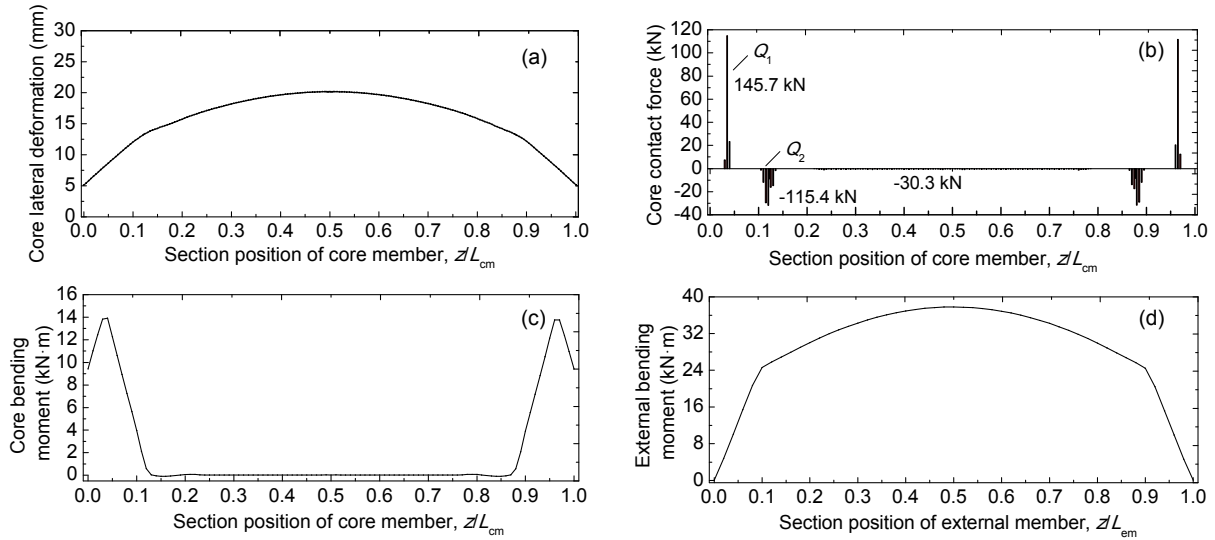 (a)
Core lateral deformation (mm)
30
25
20
15
10
5
0
0.0 0.1 0.2 0.3 0.4 0.5 0.6 0.7 0.8 0.9 1.0
Section position of core member, z/Lcm
(b)
Core contact force (kN)
120
100
80
60
40
20
0
-20
-40
Q1
145.7 kN
Q2
-115.4 kN
-30.3 kN
0.0 0.1 0.2 0.3 0.4 0.5 0.6 0.7 0.8 0.9 1.0
Section position of core member, z/Lcm
(c)
Core bending
moment (kN·m)
16
14
12
10
8
6
4
2
0
0.0 0.1 0.2 0.3 0.4 0.5 0.6 0.7 0.8 0.9 1.0
Section position of core member, z/Lcm
(d)
External bending
moment (kN·m)
40
32
24
16
8
0
0.0 0.1 0.2 0.3 0.4 0.5 0.6 0.7 0.8 0.9 1.0
Section position of external member, z/Lem